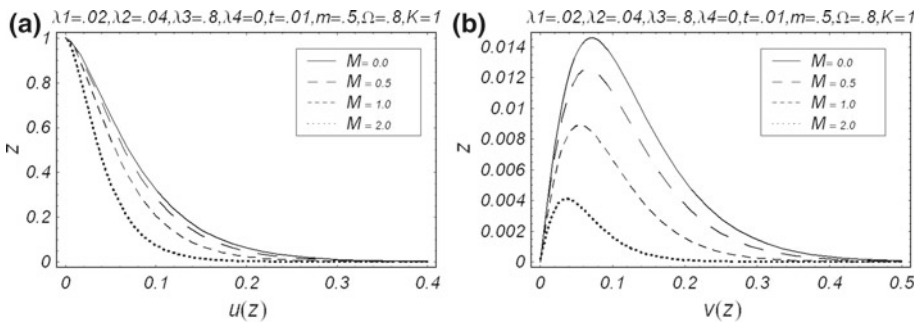 λ1=.02,λ2=.04,λ3=.8,λ4=0,t=.01,m=.5,Ω=.8,K=1
(a)
1
0.8
0.6
0.4
0.2
0
z
M = 0.0
M = 0.5
M = 1.0
M = 2.0
0 0.1 0.2 0.3 0.4
u(z)
λ1=.02,λ2=.04,λ3=.8,λ4=0,t=.01,m=.5,Ω=.8,K=1
(b)
0.014
0.012
0.01
0.008
0.006
0.004
0.002
0
z
M = 0.0
M = 0.5
M = 1.0
M = 2.0
0 0.1 0.2 0.3 0.4 0.5
v(z)